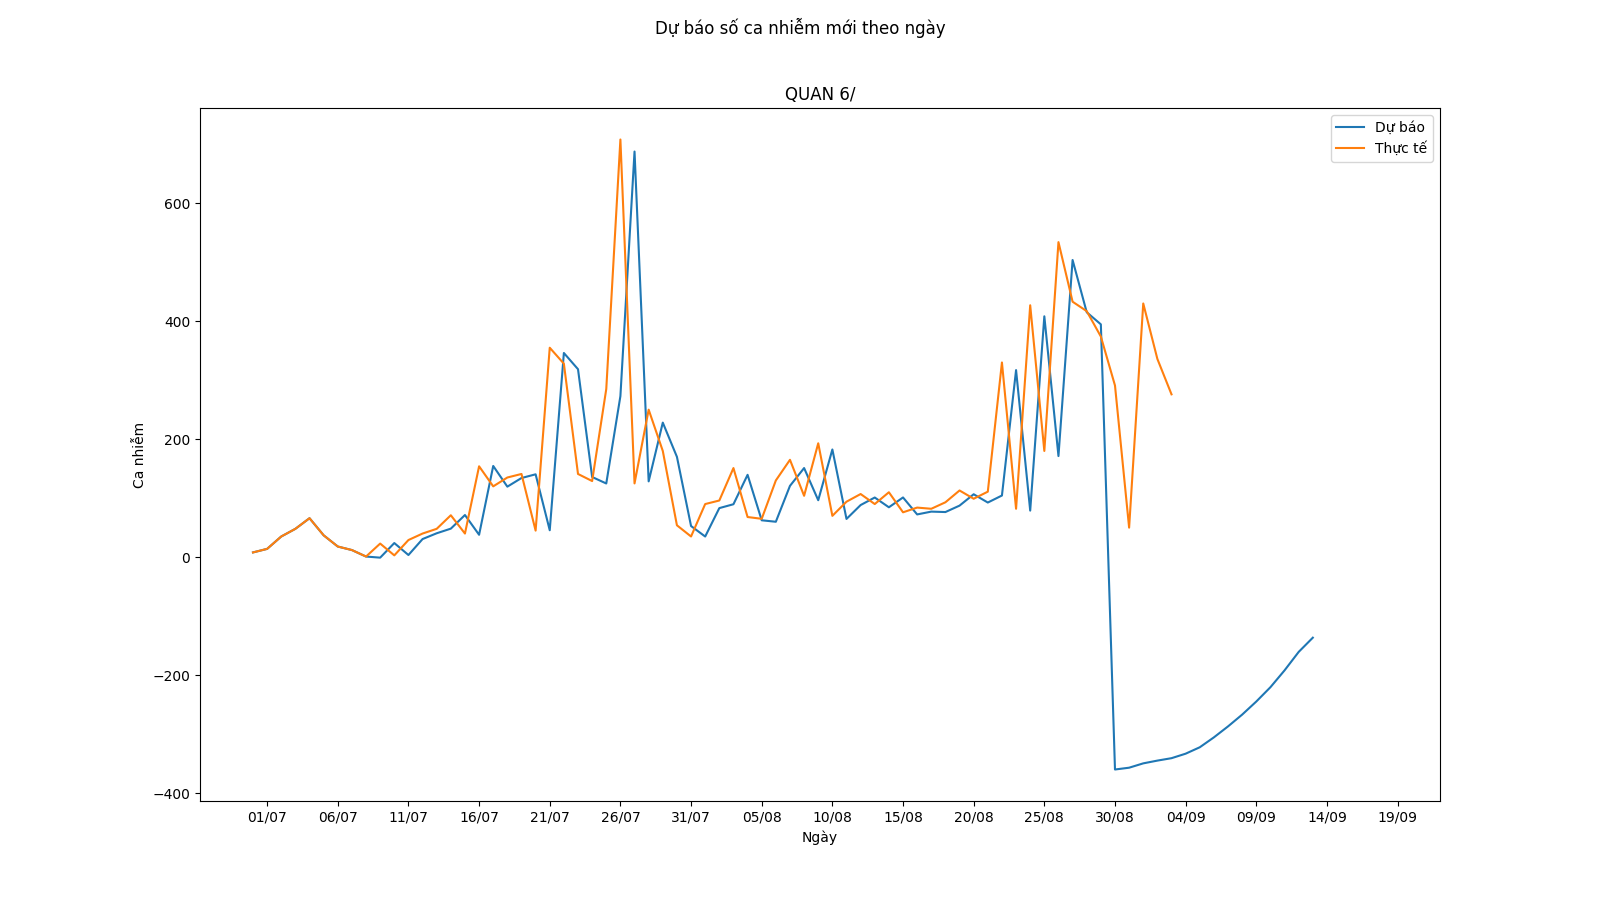 Dự báo số ca nhiễm mới theo ngày
QUAN 6/
Dự báo
Thực tế
600
400
200
0
−200
−400
Ca nhiễm
01/07 06/07 11/07 16/07 21/07 26/07 31/07 05/08 10/08 15/08 20/08 25/08 30/08 04/09 09/09 14/09 19/09
Ngày